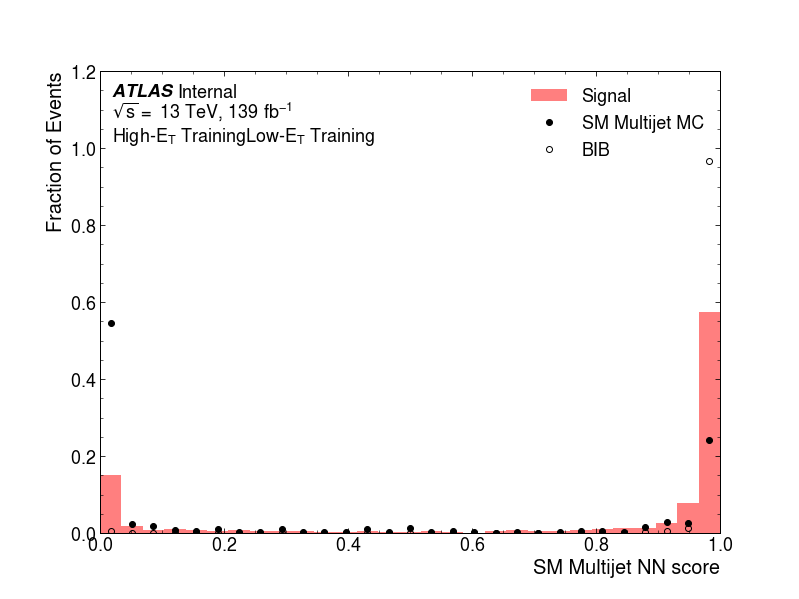 Fraction of Events
1.2
1.0
0.8
0.6
0.4
0.2
0.0
ATLAS Internal
√s = 13 TeV, 139 fb⁻¹
High-E_T TrainingLow-E_T Training
Signal
SM Multijet MC
BIB
0.0 0.2 0.4 0.6 0.8 1.0
SM Multijet NN score